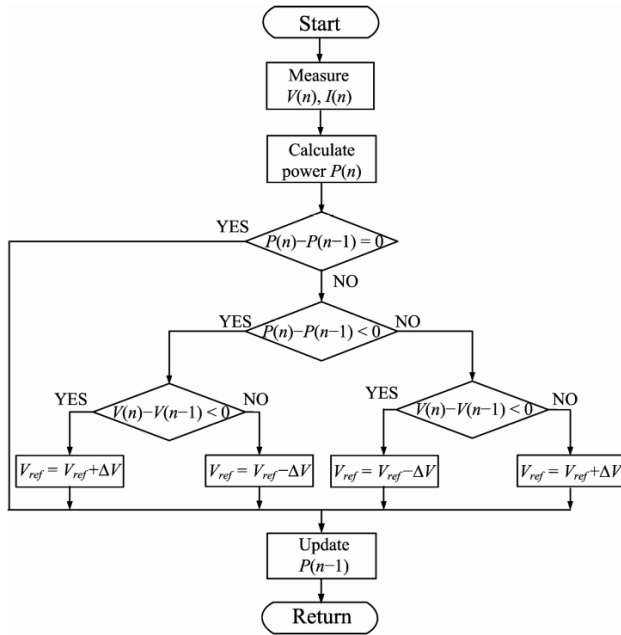 Start
Measure
V(n), I(n)
Calculate
power P(n)
YES
P(n)−P(n−1) = 0
NO
YES
P(n)−P(n−1) < 0
NO
YES
V(n)−V(n−1) < 0
NO
YES
V(n)−V(n−1) < 0
NO
Vref = Vref+ΔV
Vref = Vref−ΔV
Vref = Vref−ΔV
Vref = Vref+ΔV
Update
P(n−1)
Return